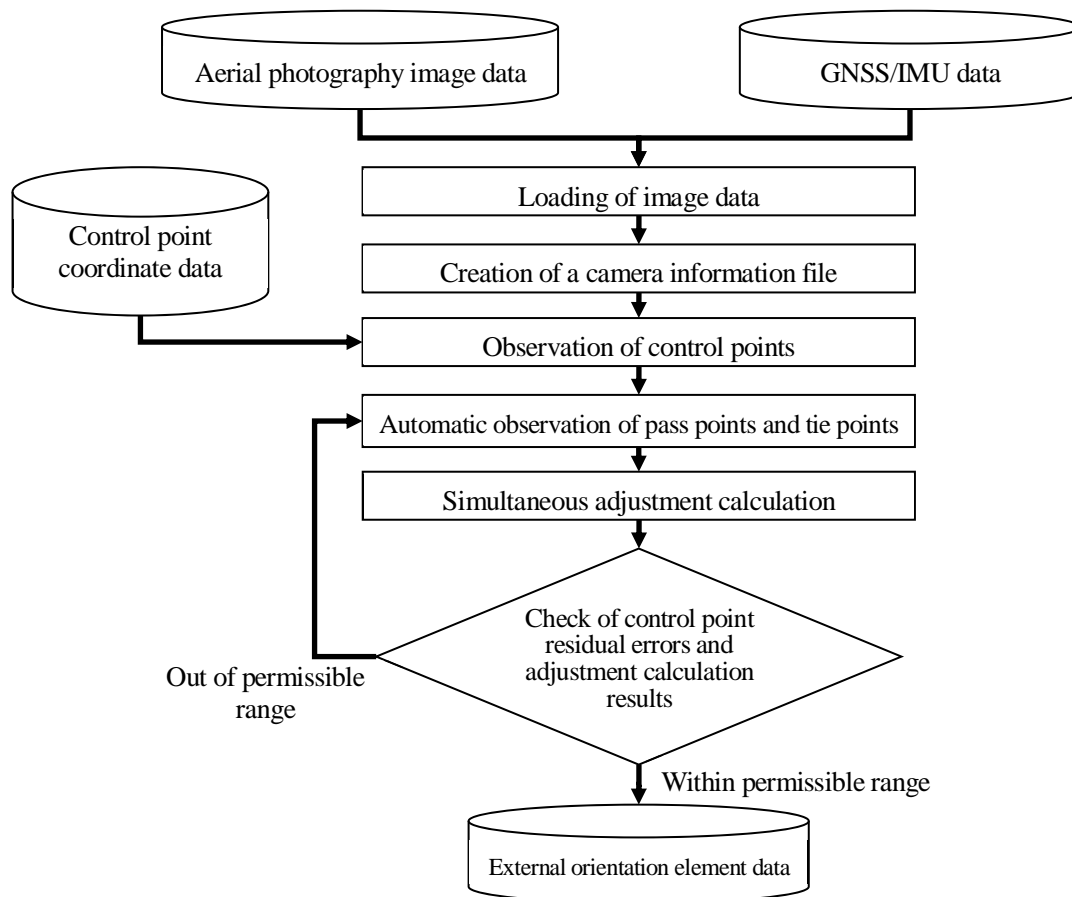 Aerial photography image data
GNSS/IMU data
Loading of image data
Control point
coordinate data
Creation of a camera information file
Observation of control points
Automatic observation of pass points and tie points
Simultaneous adjustment calculation
Check of control point
residual errors and
adjustment calculation
results
Out of permissible
range
Within permissible range
External orientation element data